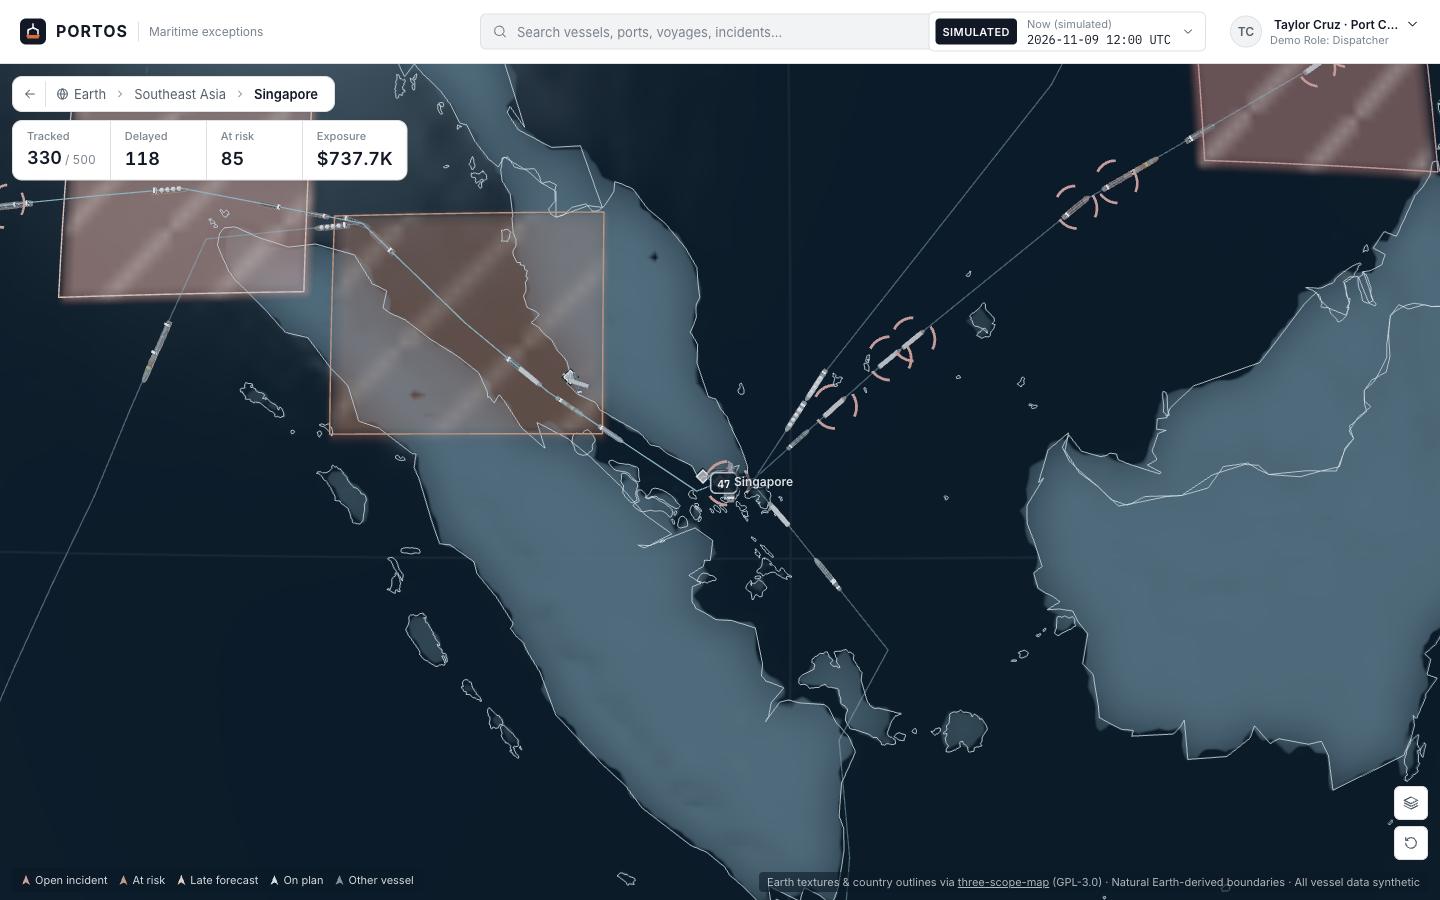 PORTOS
Maritime exceptions
Search vessels, ports, voyages, incidents...
SIMULATED
Now (simulated)
2026-11-09 12:00 UTC
TC
Taylor Cruz · Port C...
Demo Role: Dispatcher
Earth
Southeast Asia
Singapore
Tracked
330 / 500
Delayed
118
At risk
85
Exposure
$737.7K
47
Singapore
Open incident
At risk
Late forecast
On plan
Other vessel
Earth textures & country outlines via three-scope-map (GPL-3.0) · Natural Earth-derived boundaries · All vessel data synthetic